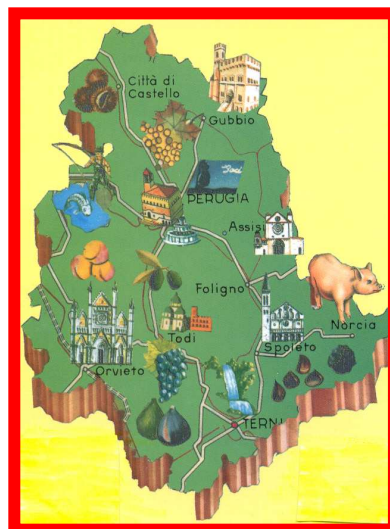 Città di
Castello
Gubbio
PERUGIA
Assisi
Foligno
Norcia
Todi
Spoleto
Orvieto
TERNI